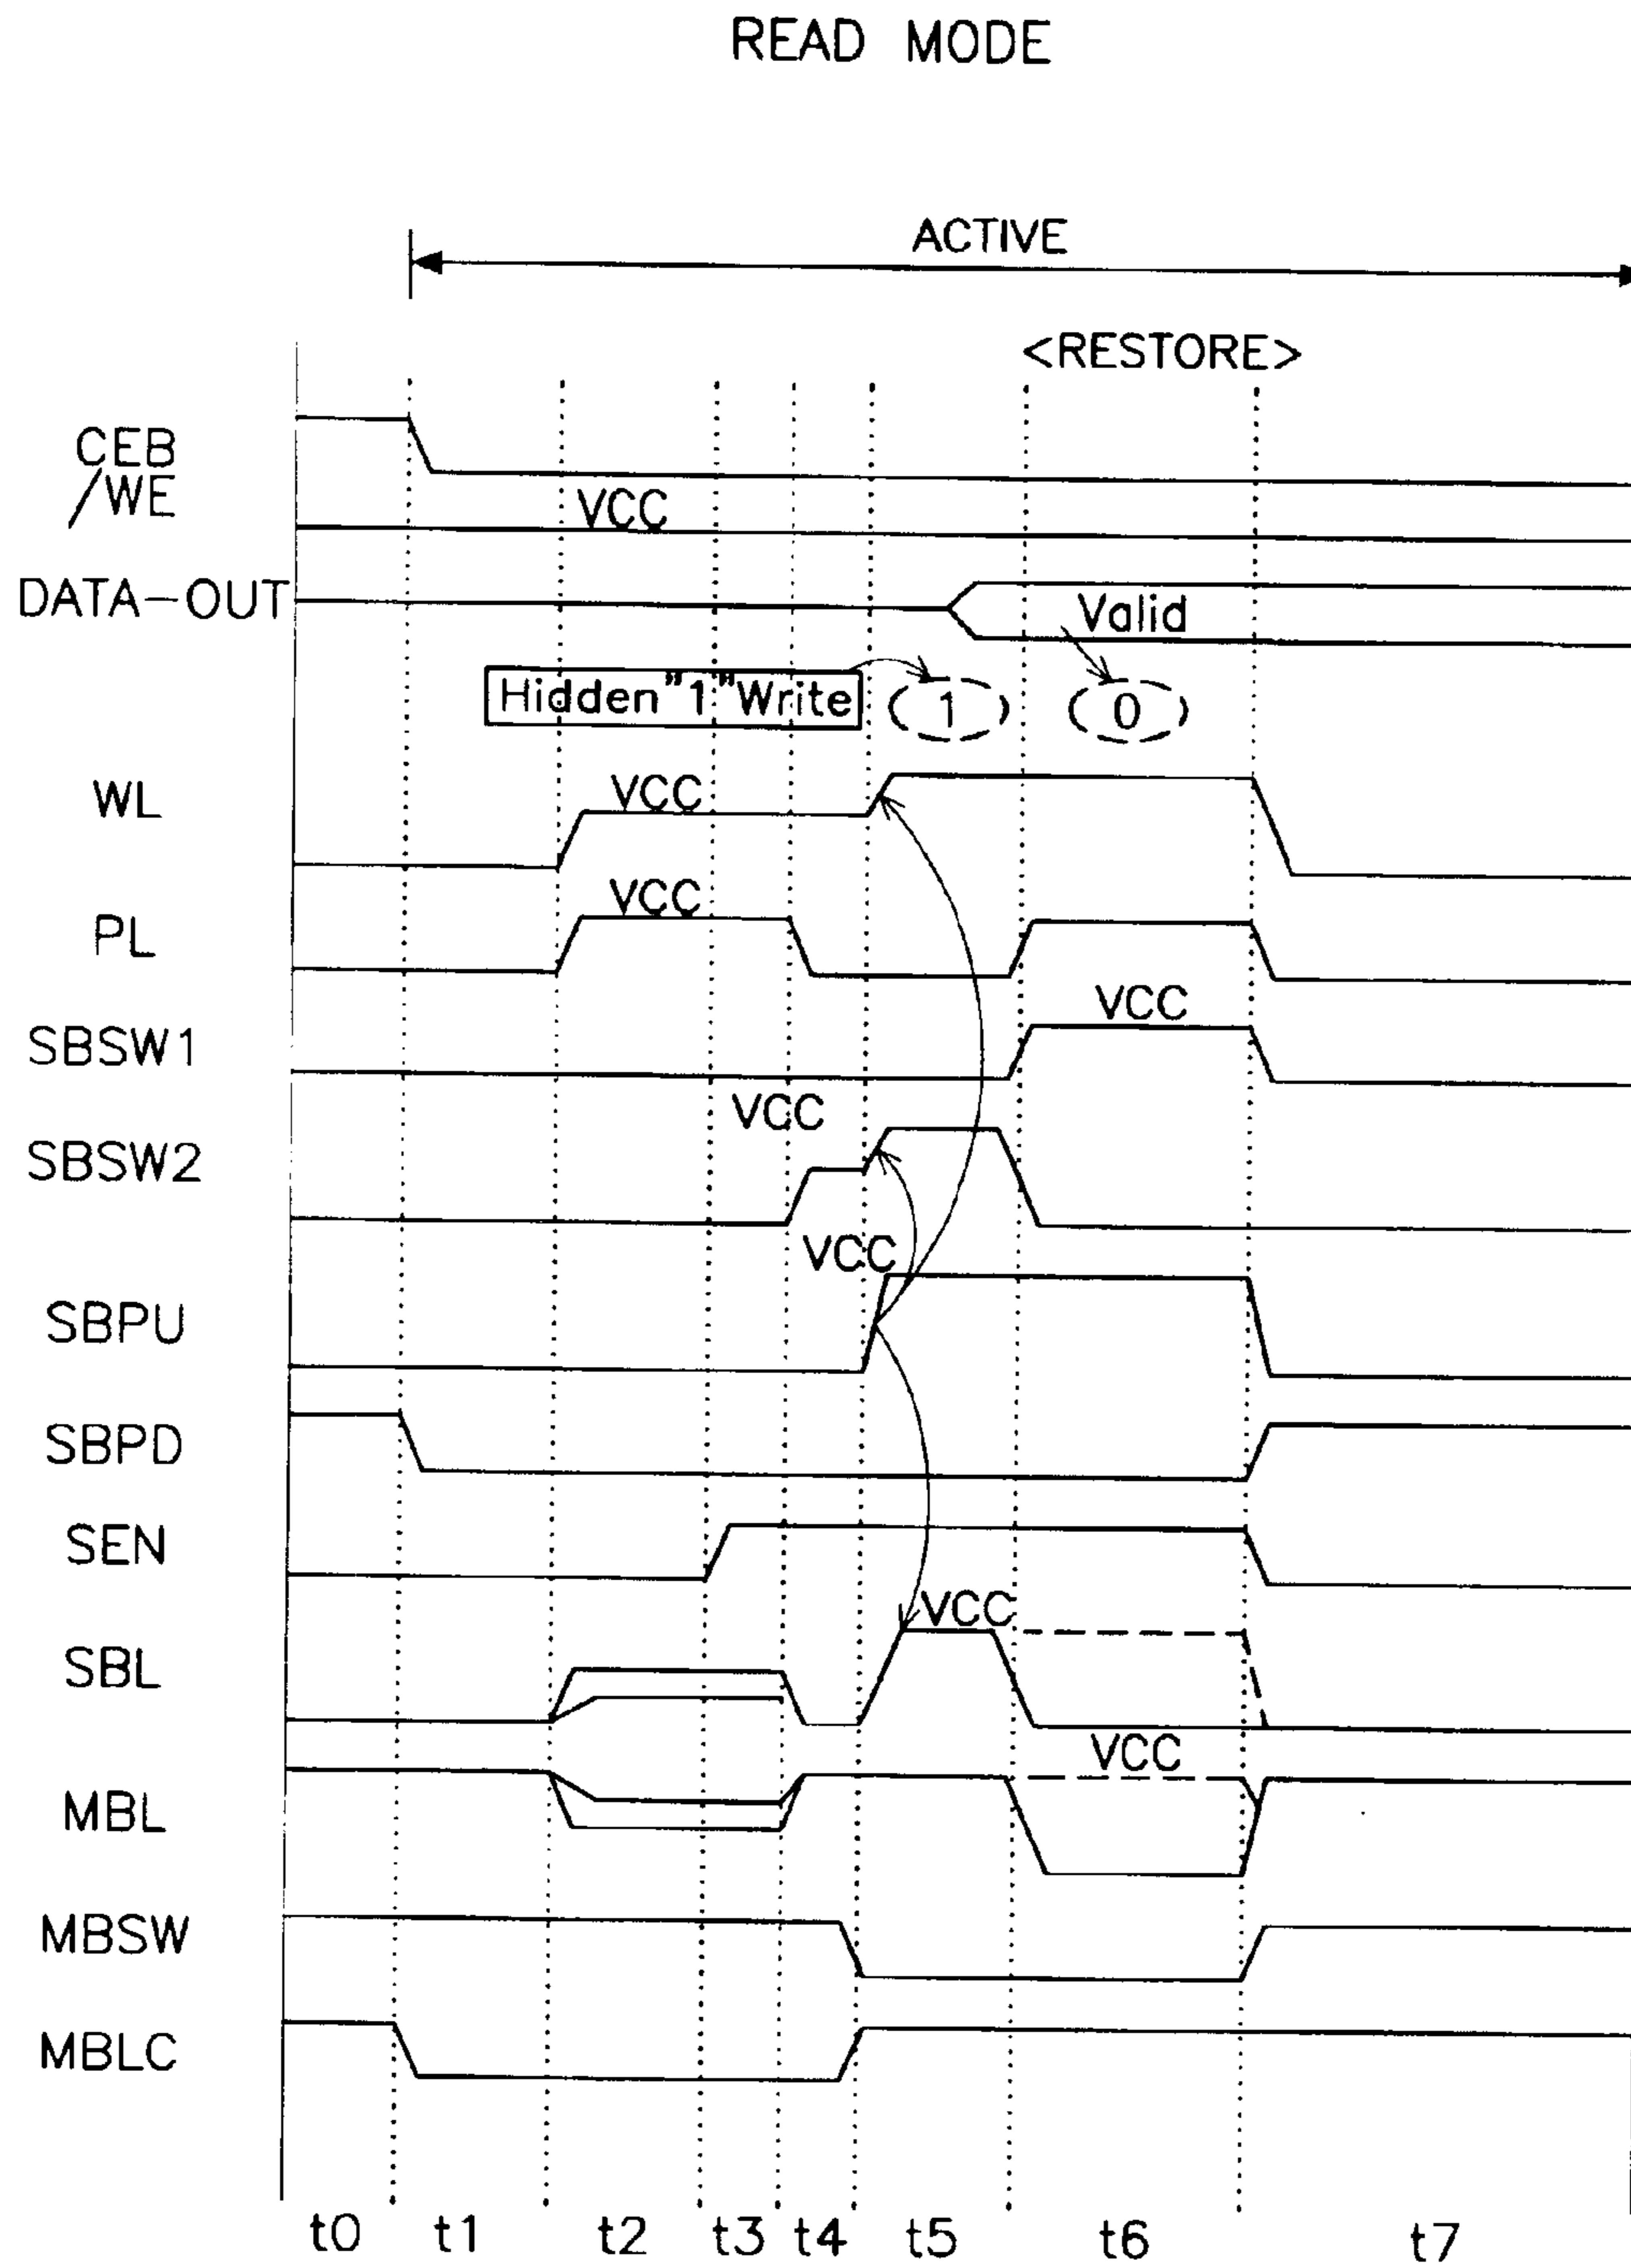 READ MODE
ACTIVE
<RESTORE>
CEB
/WE
VCC
DATA-OUT
Valid
Hidden"1"Write
1
0
WL
VCC
PL
VCC
SBSW1
VCC
SBSW2
VCC
SBPU
VCC
SBPD
SEN
SBL
VCC
MBL
VCC
MBSW
MBLC
t0 t1 t2 t3 t4 t5 t6 t7